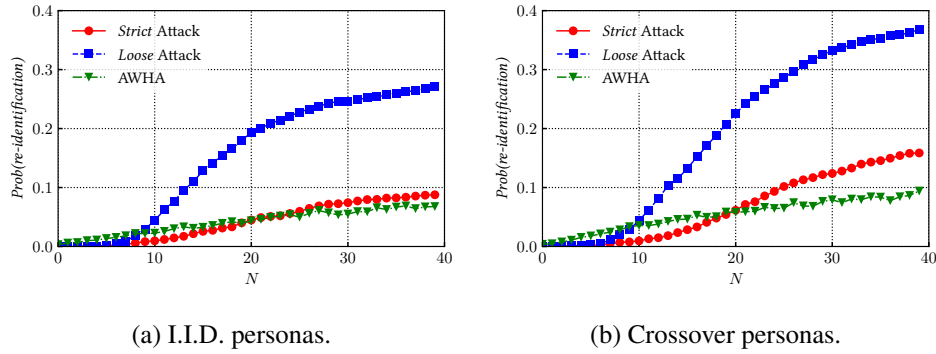 Prob(re-identification)
0.4
0.3
0.2
0.1
0.0
Strict Attack
Loose Attack
AWHA
0 10 20 30 40
N
(a) I.I.D. personas.
Prob(re-identification)
0.4
0.3
0.2
0.1
0.0
Strict Attack
Loose Attack
AWHA
0 10 20 30 40
N
(b) Crossover personas.